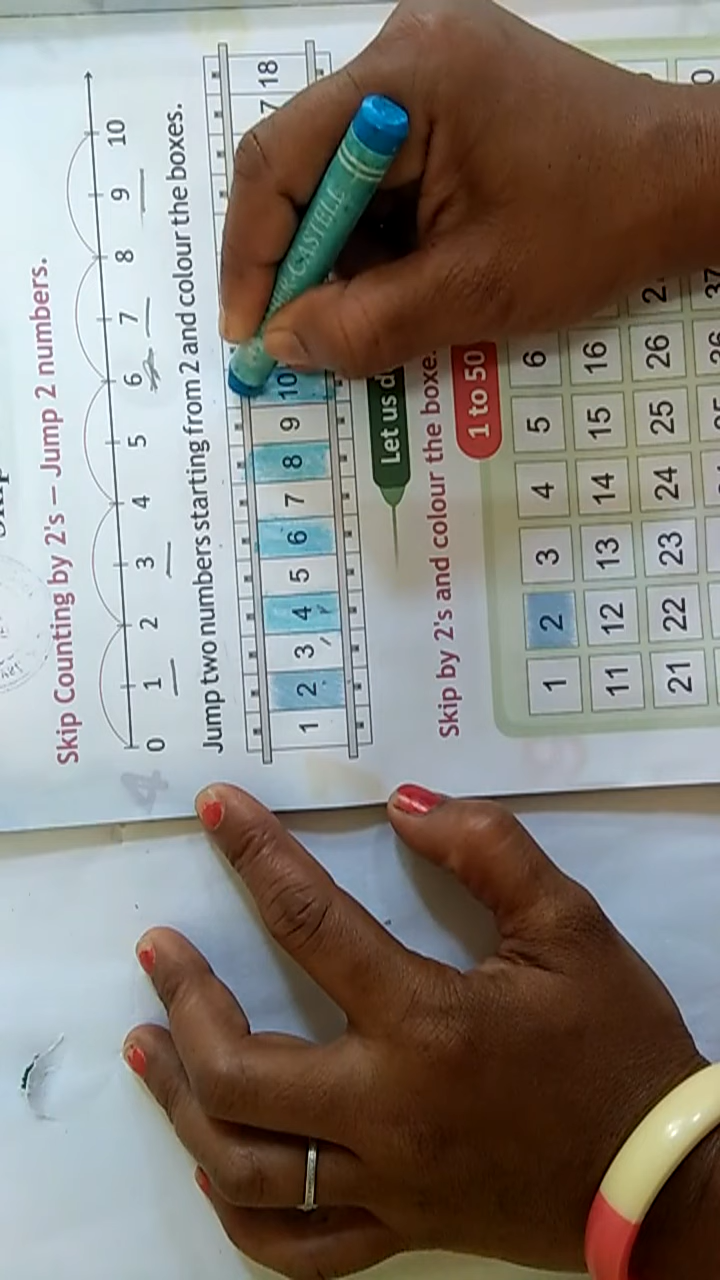 Skip Counting by 2's – Jump 2 numbers.
0 1 2 3 4 5 6 7 8 9 10
Jump two numbers starting from 2 and colour the boxes.
1 2 3 4 5 6 7 8 9 10 7 18
Let us d
Skip by 2's and colour the boxe.
1 to 50
1 2 3 4 5 6
11 12 13 14 15 16
21 22 23 24 25 26 2
37